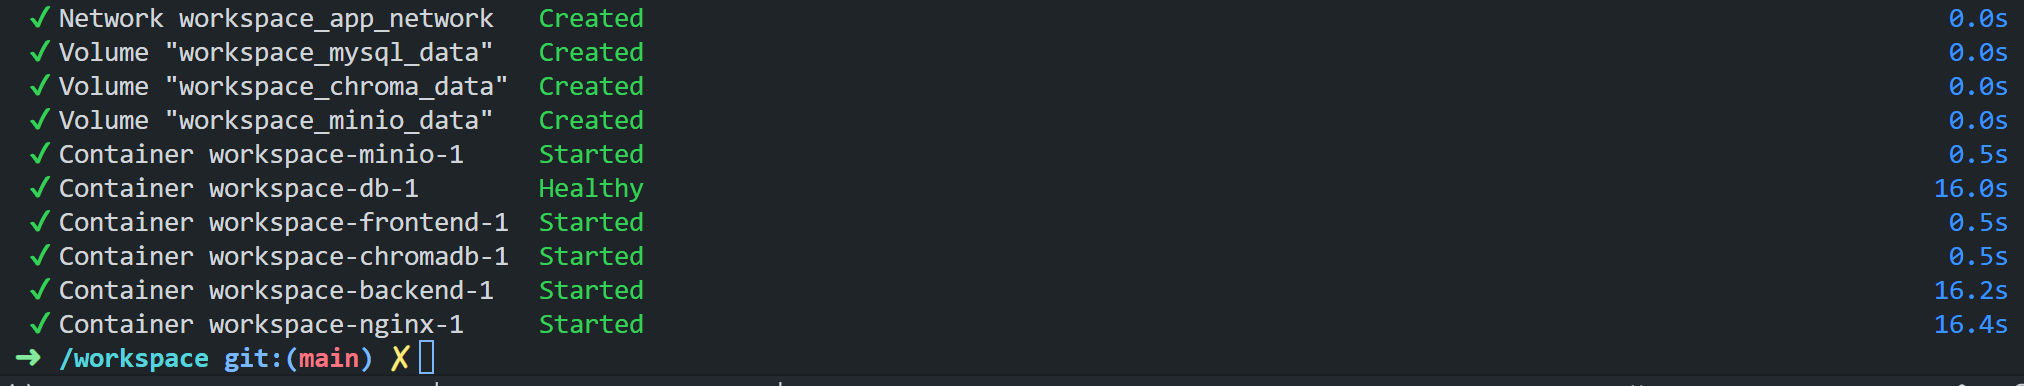 ✓ Network workspace_app_network Created 0.0s
✓ Volume "workspace_mysql_data" Created 0.0s
✓ Volume "workspace_chroma_data" Created 0.0s
✓ Volume "workspace_minio_data" Created 0.0s
✓ Container workspace-minio-1 Started 0.5s
✓ Container workspace-db-1 Healthy 16.0s
✓ Container workspace-frontend-1 Started 0.5s
✓ Container workspace-chromadb-1 Started 0.5s
✓ Container workspace-backend-1 Started 16.2s
✓ Container workspace-nginx-1 Started 16.4s
➜ /workspace git:(main) ✗